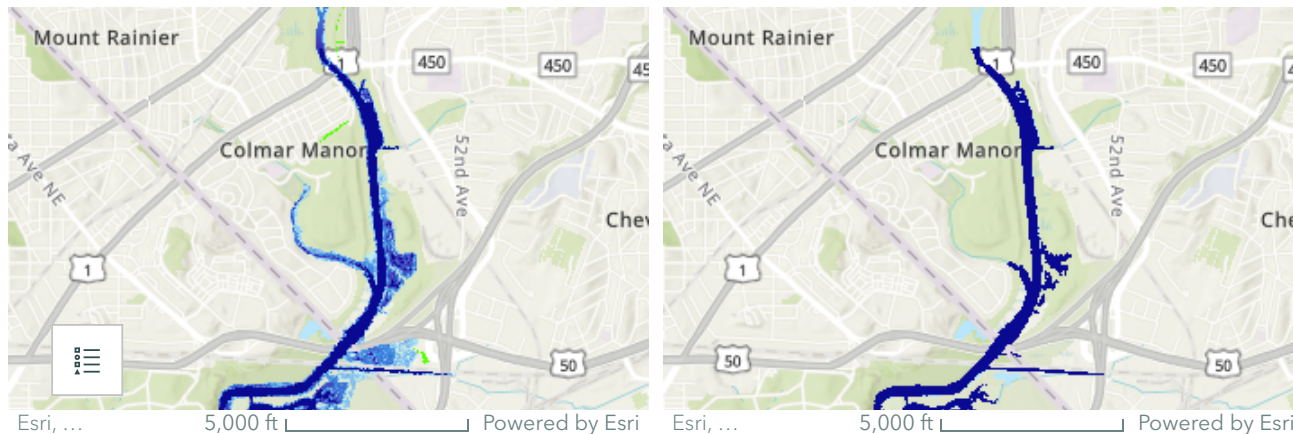 Mount Rainier
1
450
450
45
Colmar Manor
a Ave NE
52nd Ave
Chev
1
50
Esri, ...
5,000 ft
Powered by Esri
Mount Rainier
1
450
450
4
Colmar Manor
a Ave NE
52nd Ave
Che
1
50
50
Esri, ...
5,000 ft
Powered by Esri